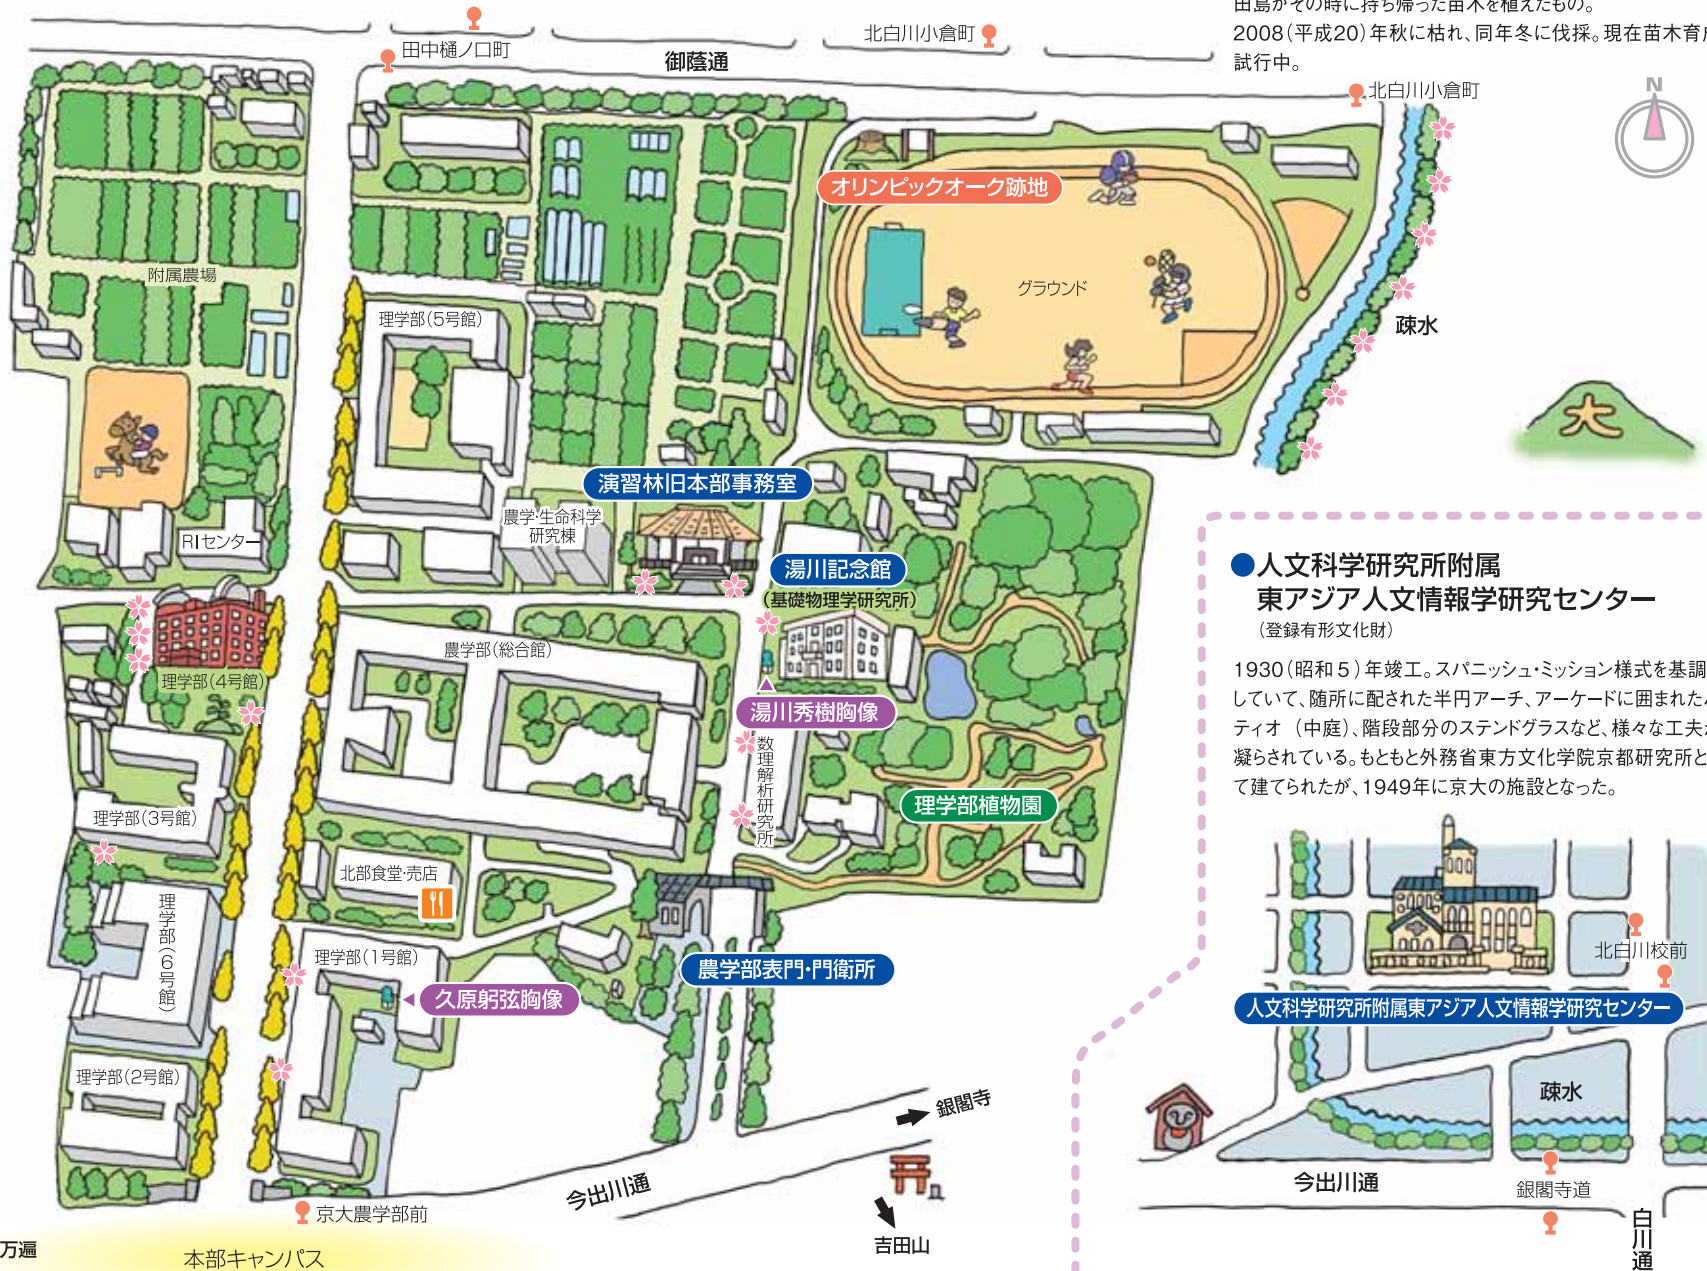 田島がその時に持ち帰った苗木を植えたもの。
2008(平成20)年秋に枯れ、同年冬に伐採。現在苗木育成
試行中。
田中樋ノ口町
北白川小倉町
御蔭通
北白川小倉町
N
オリンピックオーク跡地
附属農場
グラウンド
理学部(5号館)
疎水
大
演習林旧本部事務室
農学・生命科学
研究棟
RIセンター
湯川記念館
(基礎物理学研究所)
農学部(総合館)
理学部(4号館)
湯川秀樹胸像
数理解析研究所
理学部植物園
理学部(3号館)
北部食堂・売店
理学部(6号館)
理学部(1号館)
農学部表門・門衛所
久原躬弦胸像
理学部(2号館)
銀閣寺
今出川通
京大農学部前
吉田山
万遍
本部キャンパス
●人文科学研究所附属
東アジア人文情報学研究センター
(登録有形文化財)
1930(昭和5)年竣工。スパニッシュ・ミッション様式を基調
していて、随所に配された半円アーチ、アーケードに囲まれた
ティオ(中庭)、階段部分のステンドグラスなど、様々な工夫
凝らされている。もともと外務省東方文化学院京都研究所と
て建てられたが、1949年に京大の施設となった。
北白川校前
人文科学研究所附属東アジア人文情報学研究センター
疎水
今出川通
銀閣寺道
白川通